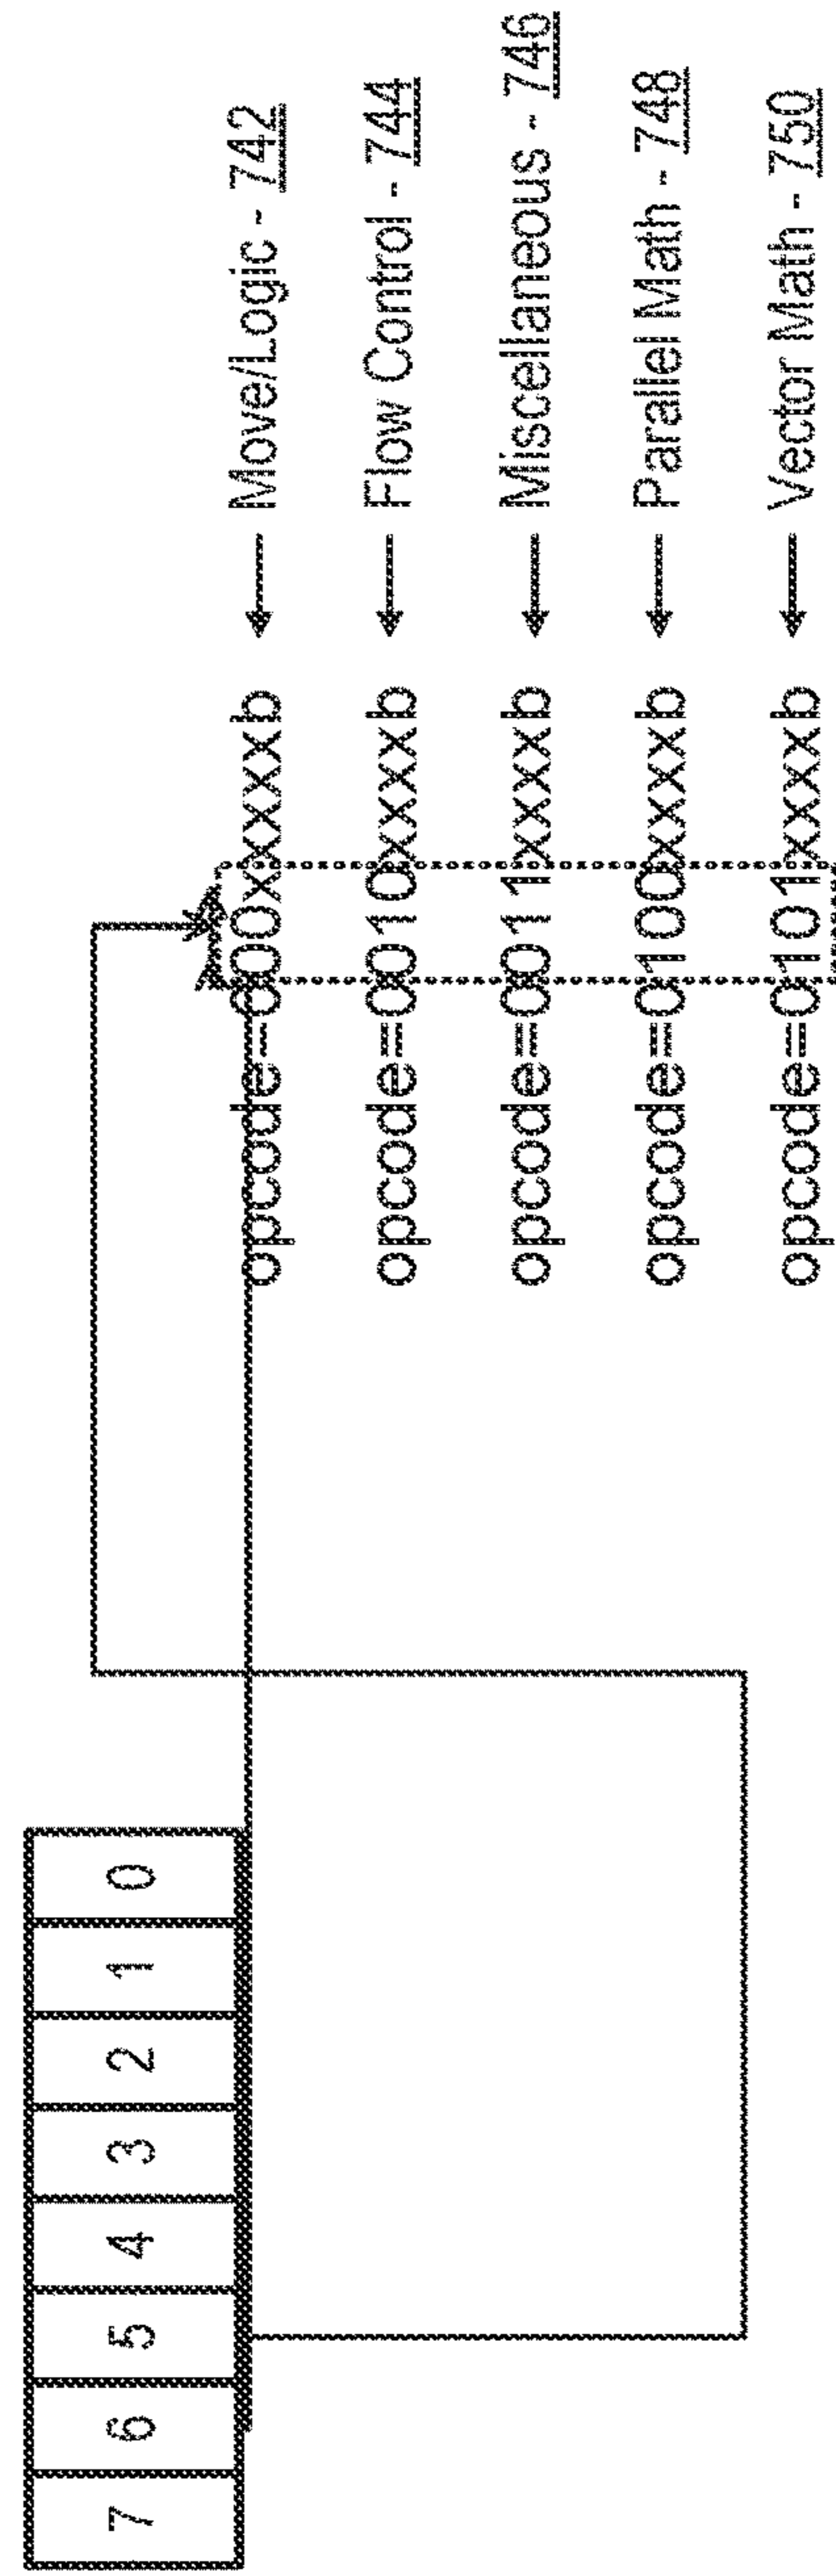 7 6 5 4 3 2 1 0
opcode=000xxxxxb ← Move/Logic - 742
opcode=0010xxxxb ← Flow Control - 744
opcode=0011xxxxb ← Miscellaneous - 746
opcode=0100xxxxb ← Parallel Math - 748
opcode=0101xxxxb ← Vector Math - 750